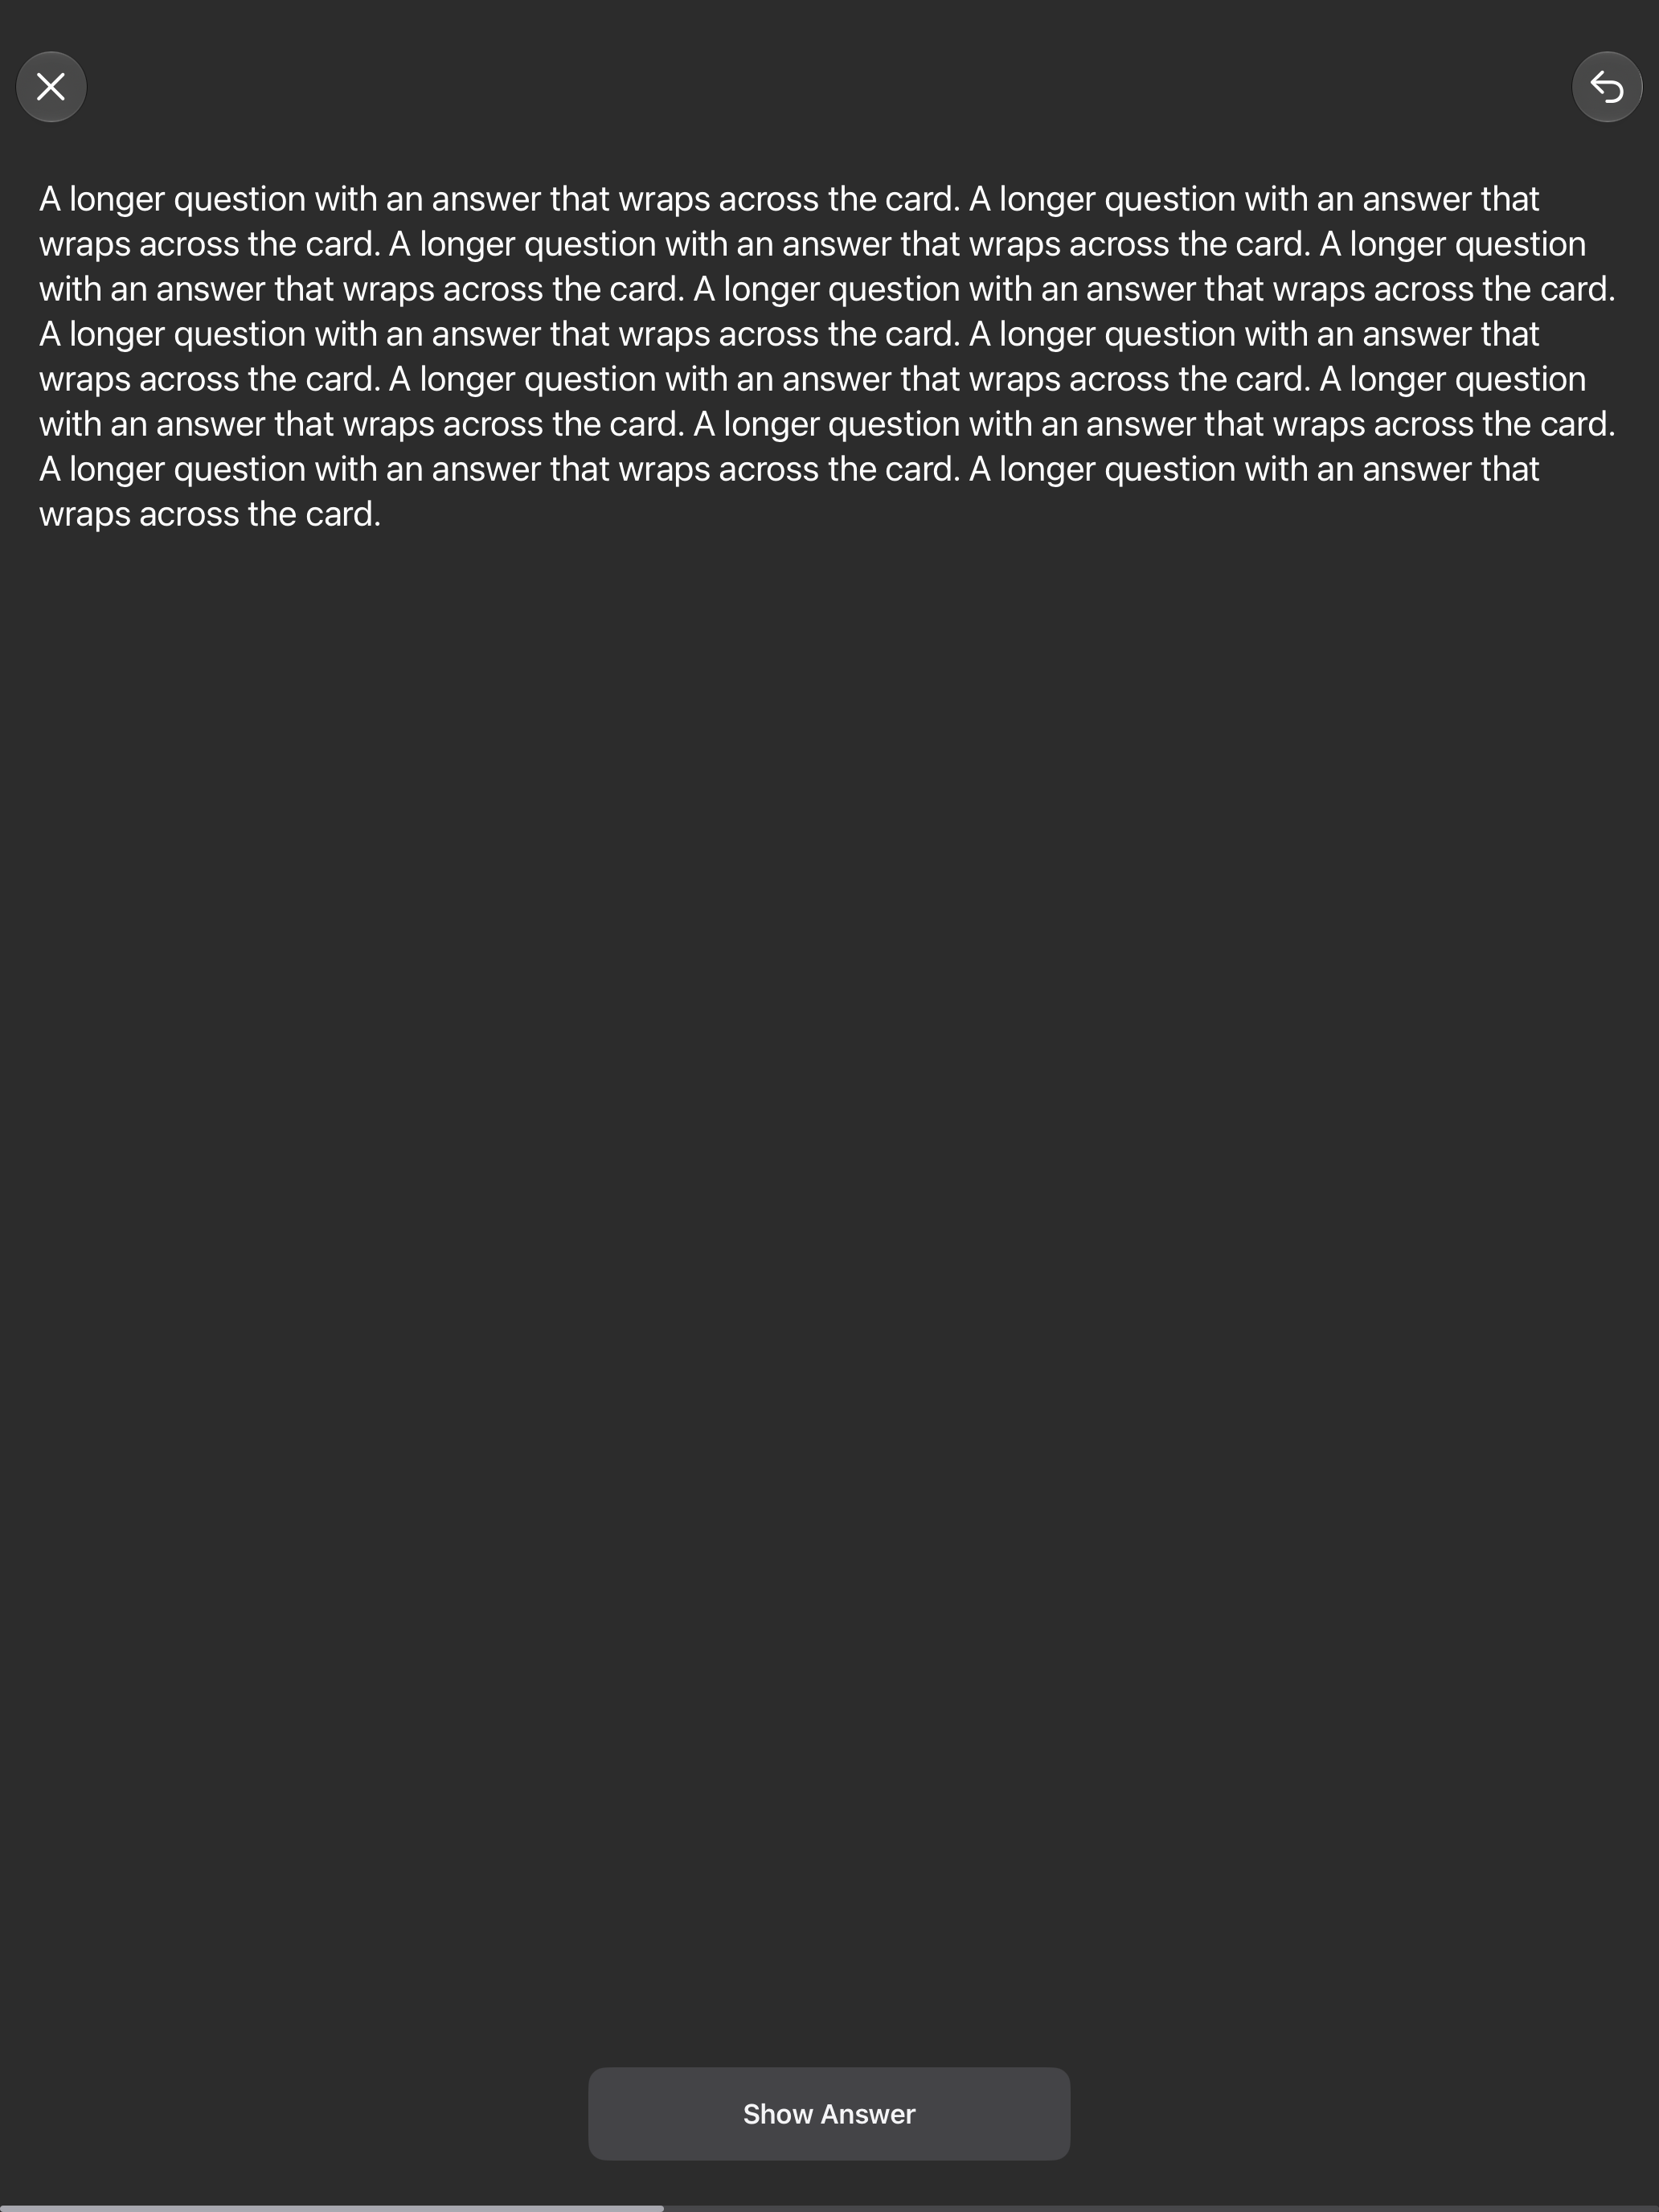 A longer question with an answer that wraps across the card. A longer question with an answer that
wraps across the card. A longer question with an answer that wraps across the card. A longer question
with an answer that wraps across the card. A longer question with an answer that wraps across the card.
A longer question with an answer that wraps across the card. A longer question with an answer that
wraps across the card. A longer question with an answer that wraps across the card. A longer question
with an answer that wraps across the card. A longer question with an answer that wraps across the card.
A longer question with an answer that wraps across the card. A longer question with an answer that
wraps across the card.
Show Answer